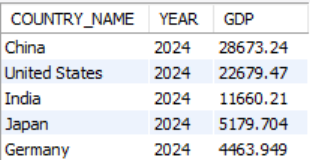 COUNTRY_NAME YEAR GDP
China 2024 28673.24
United States 2024 22679.47
India 2024 11660.21
Japan 2024 5179.704
Germany 2024 4463.949